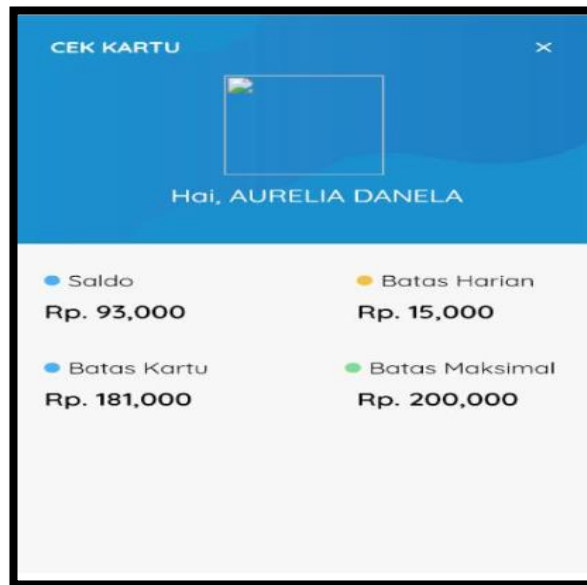 CEK KARTU ×
Hai, AURELIA DANELA
Saldo Batas Harian
Rp. 93,000 Rp. 15,000
Batas Kartu Batas Maksimal
Rp. 181,000 Rp. 200,000